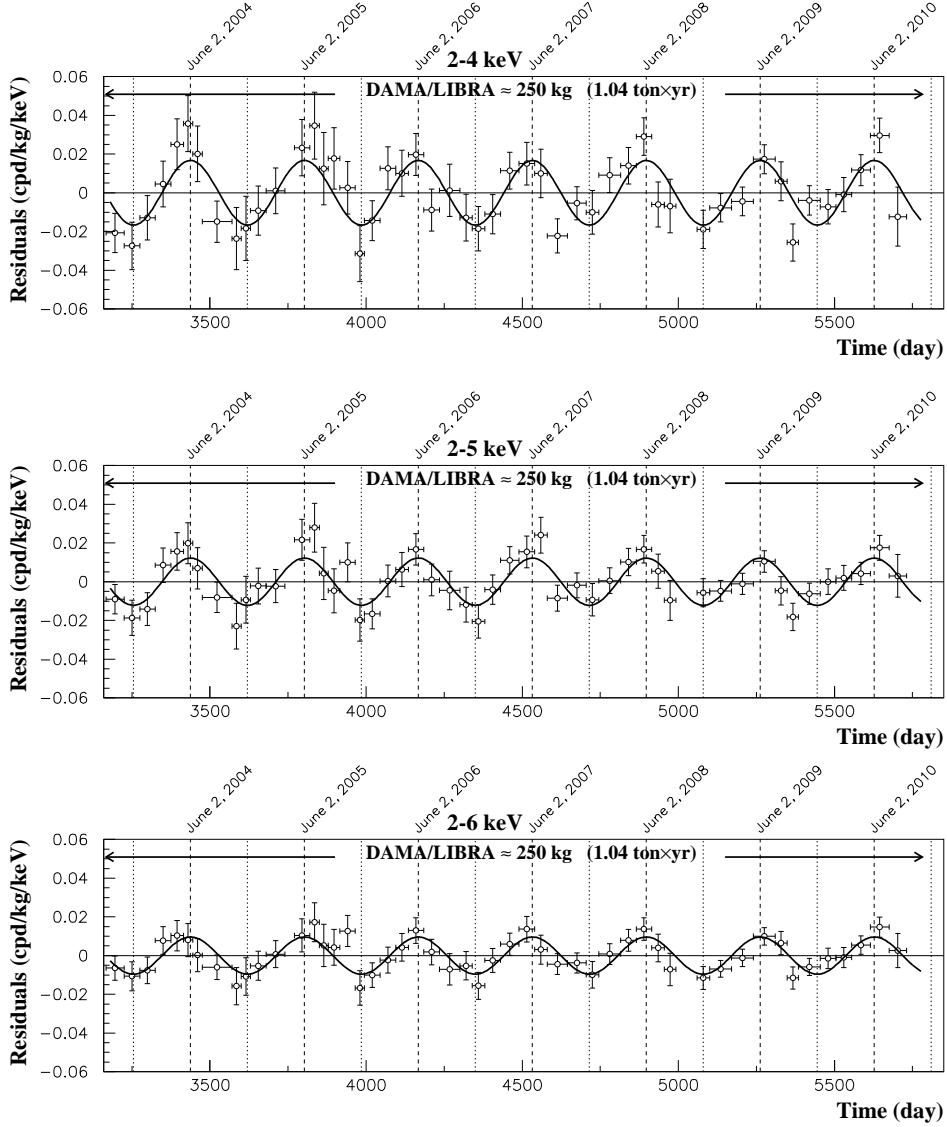 June 2, 2004 June 2, 2005 June 2, 2006 June 2, 2007 June 2, 2008 June 2, 2009 June 2, 2010
2-4 keV
DAMA/LIBRA ≈ 250 kg (1.04 ton×yr)
Residuals (cpd/kg/keV)
0.06
0.04
0.02
0
−0.02
−0.04
−0.06
3500 4000 4500 5000 5500
Time (day)
June 2, 2004 June 2, 2005 June 2, 2006 June 2, 2007 June 2, 2008 June 2, 2009 June 2, 2010
2-5 keV
DAMA/LIBRA ≈ 250 kg (1.04 ton×yr)
Residuals (cpd/kg/keV)
0.06
0.04
0.02
0
−0.02
−0.04
−0.06
3500 4000 4500 5000 5500
Time (day)
June 2, 2004 June 2, 2005 June 2, 2006 June 2, 2007 June 2, 2008 June 2, 2009 June 2, 2010
2-6 keV
DAMA/LIBRA ≈ 250 kg (1.04 ton×yr)
Residuals (cpd/kg/keV)
0.06
0.04
0.02
0
−0.02
−0.04
−0.06
3500 4000 4500 5000 5500
Time (day)